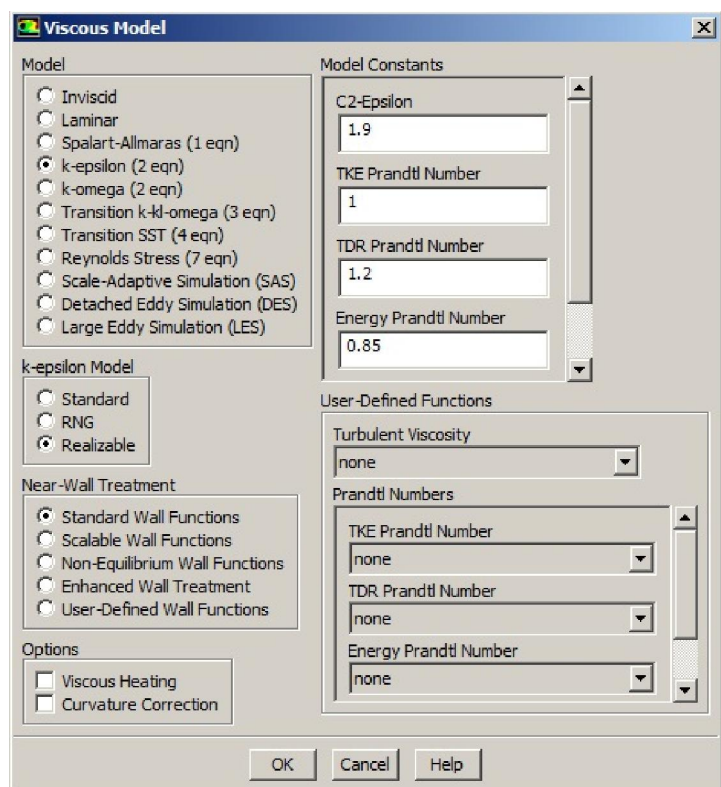 Viscous Model
Model
Inviscid
Laminar
Spalart-Allmaras (1 eqn)
k-epsilon (2 eqn)
k-omega (2 eqn)
Transition k-kl-omega (3 eqn)
Transition SST (4 eqn)
Reynolds Stress (7 eqn)
Scale-Adaptive Simulation (SAS)
Detached Eddy Simulation (DES)
Large Eddy Simulation (LES)
k-epsilon Model
Standard
RNG
Realizable
Near-Wall Treatment
Standard Wall Functions
Scalable Wall Functions
Non-Equilibrium Wall Functions
Enhanced Wall Treatment
User-Defined Wall Functions
Options
Viscous Heating
Curvature Correction
Model Constants
C2-Epsilon
1.9
TKE Prandtl Number
1
TDR Prandtl Number
1.2
Energy Prandtl Number
0.85
User-Defined Functions
Turbulent Viscosity
none
Prandtl Numbers
TKE Prandtl Number
none
TDR Prandtl Number
none
Energy Prandtl Number
none
OK Cancel Help